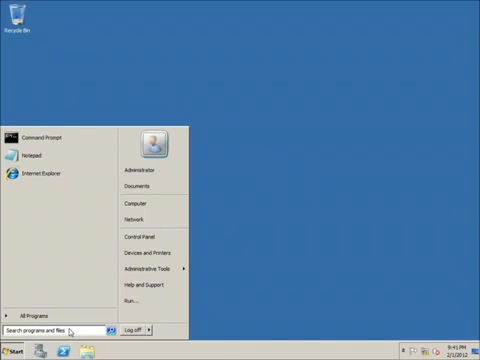 Recycle Bin
Command Prompt
Notepad
Internet Explorer
All Programs
Search programs and files
Administrator
Documents
Computer
Network
Control Panel
Devices and Printers
Administrative Tools
Help and Support
Run...
Log off
Start
9:41 PM
2/1/2012